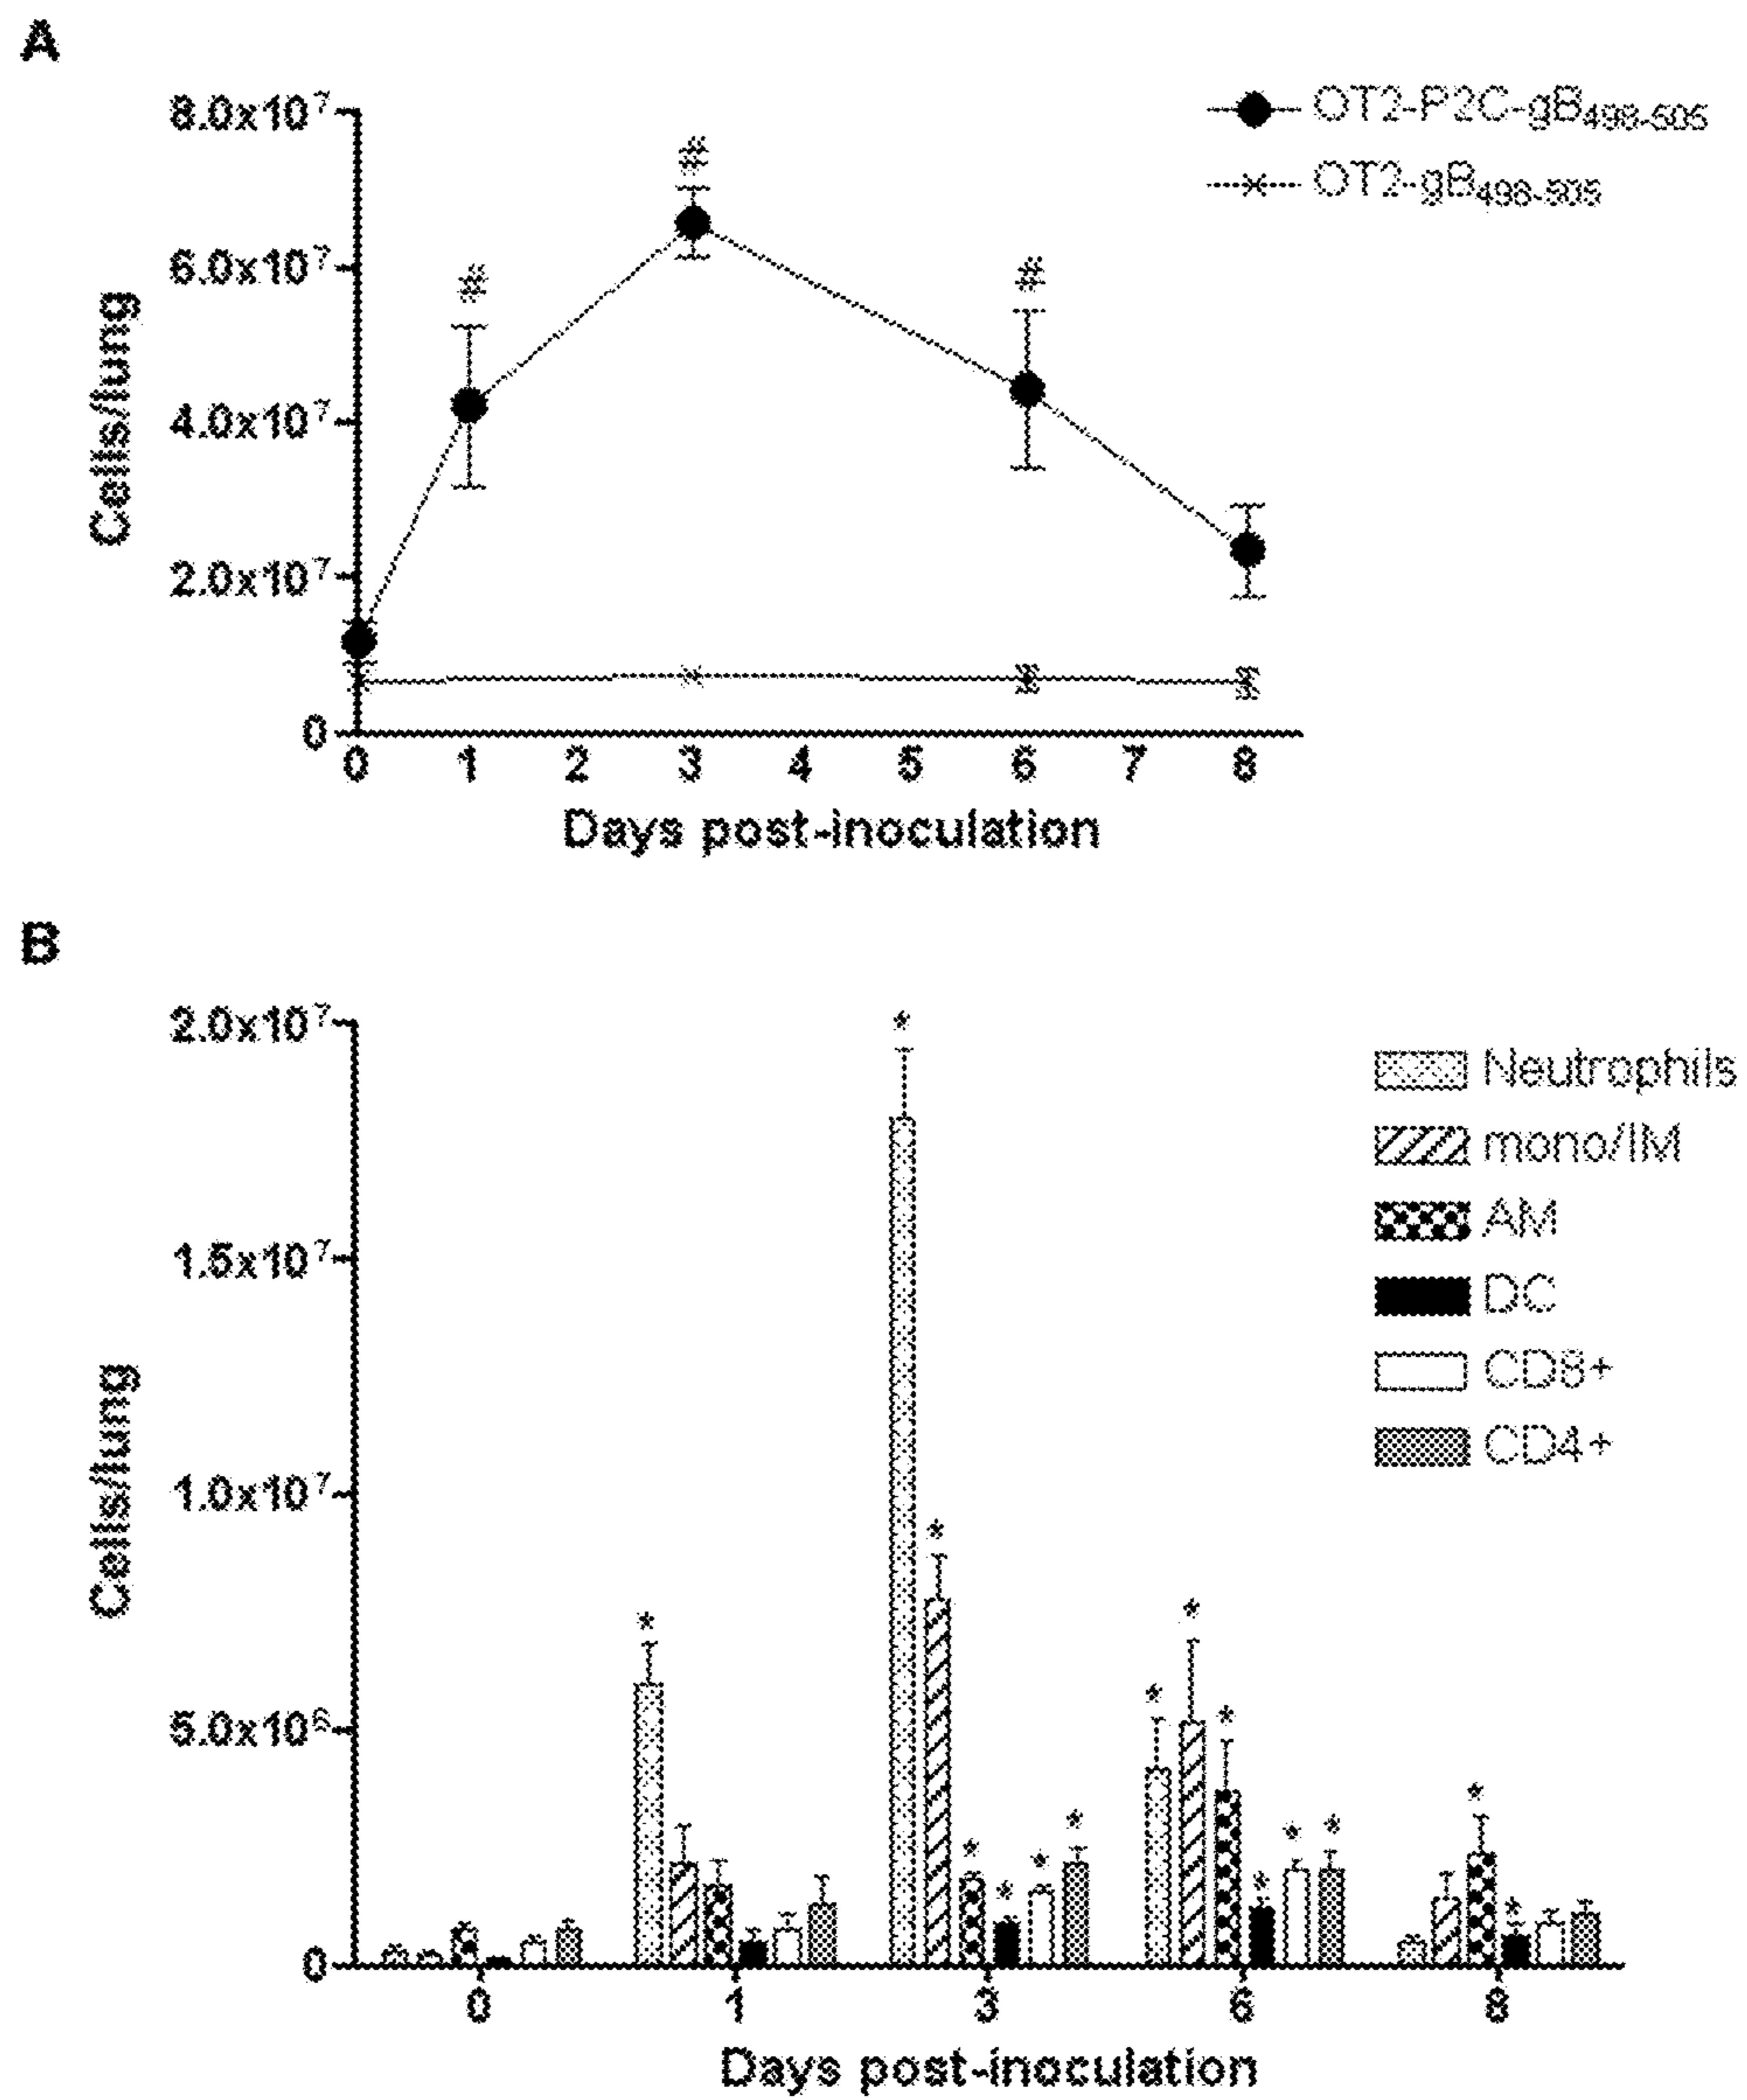 A
8.0x10⁷
6.0x10⁷
4.0x10⁷
2.0x10⁷
0
Cells/lung
# # #
OT2-P2C-gB₄₉₈₋₅₀₅
OT2-gB₄₉₈₋₅₀₅
0 1 2 3 4 5 6 7 8
Days post-inoculation
B
2.0x10⁷
1.5x10⁷
1.0x10⁷
5.0x10⁶
0
Cells/lung
* * * * * * * * * * * * * * *
Neutrophils
mono/IM
AM
DC
CD8+
CD4+
0 1 3 6 8
Days post-inoculation